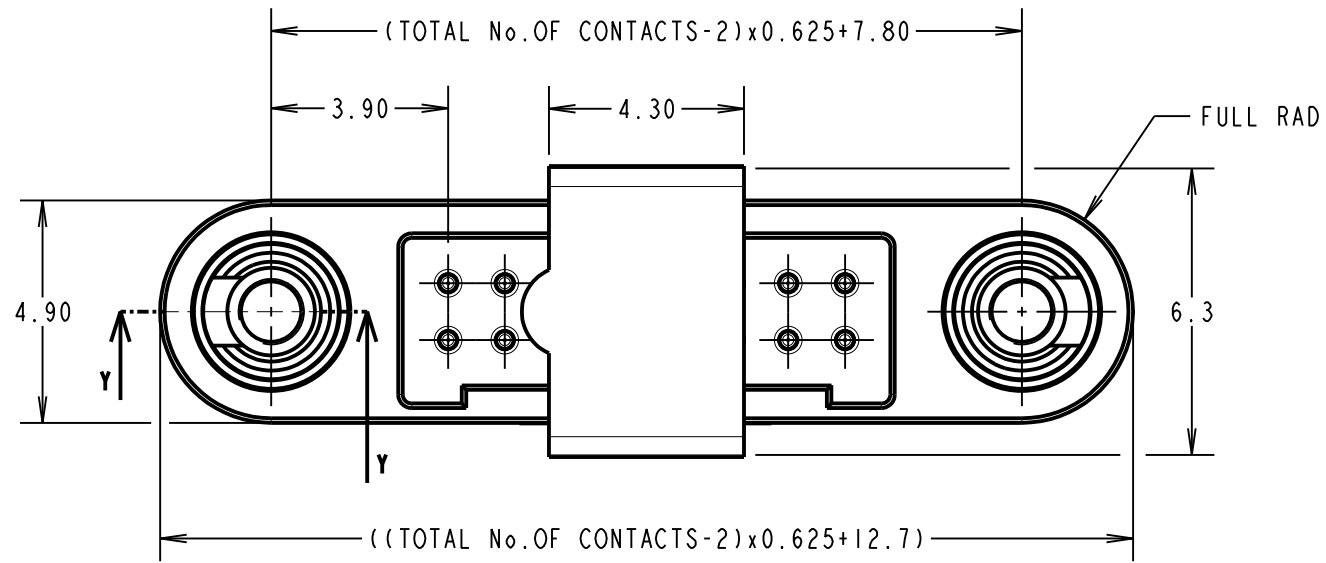 (TOTAL No.OF CONTACTS-2)x0.625+7.80
3.90
4.30
FULL RAD
4.90
6.3
Y
Y
((TOTAL No.OF CONTACTS-2)x0.625+12.7)